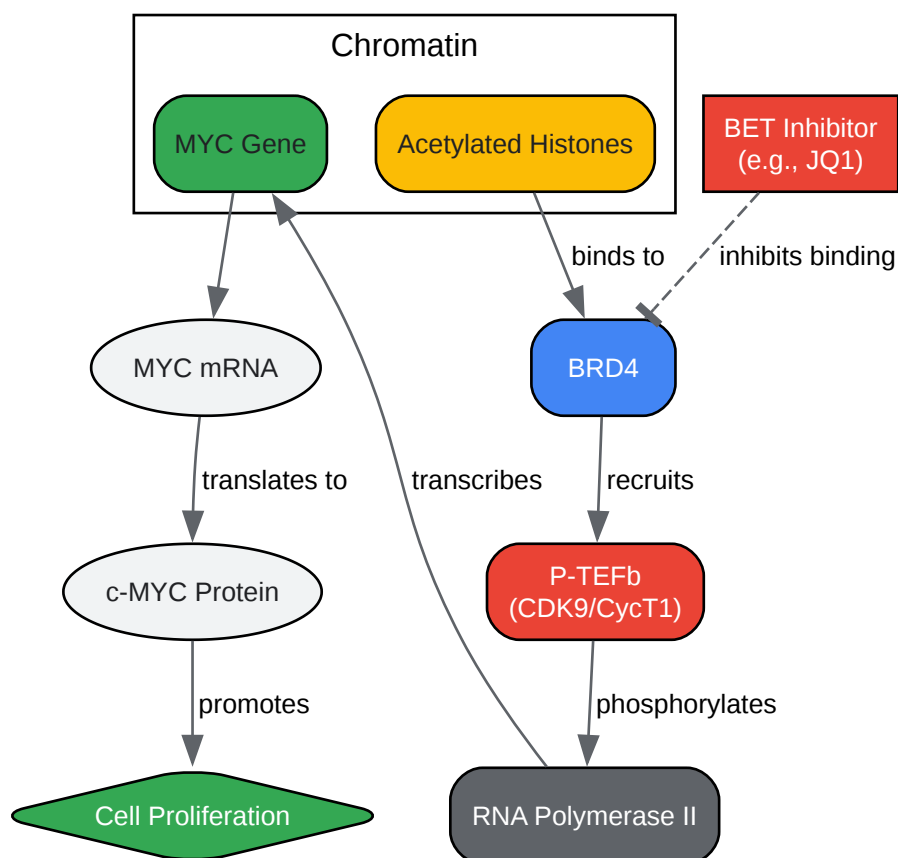 Chromatin
MYC Gene
Acetylated Histones
BET Inhibitor
(e.g., JQ1)
binds to
inhibits binding
MYC mRNA
BRD4
translates to
transcribes
recruits
c-MYC Protein
P-TEFb
(CDK9/CycT1)
promotes
phosphorylates
Cell Proliferation
RNA Polymerase II